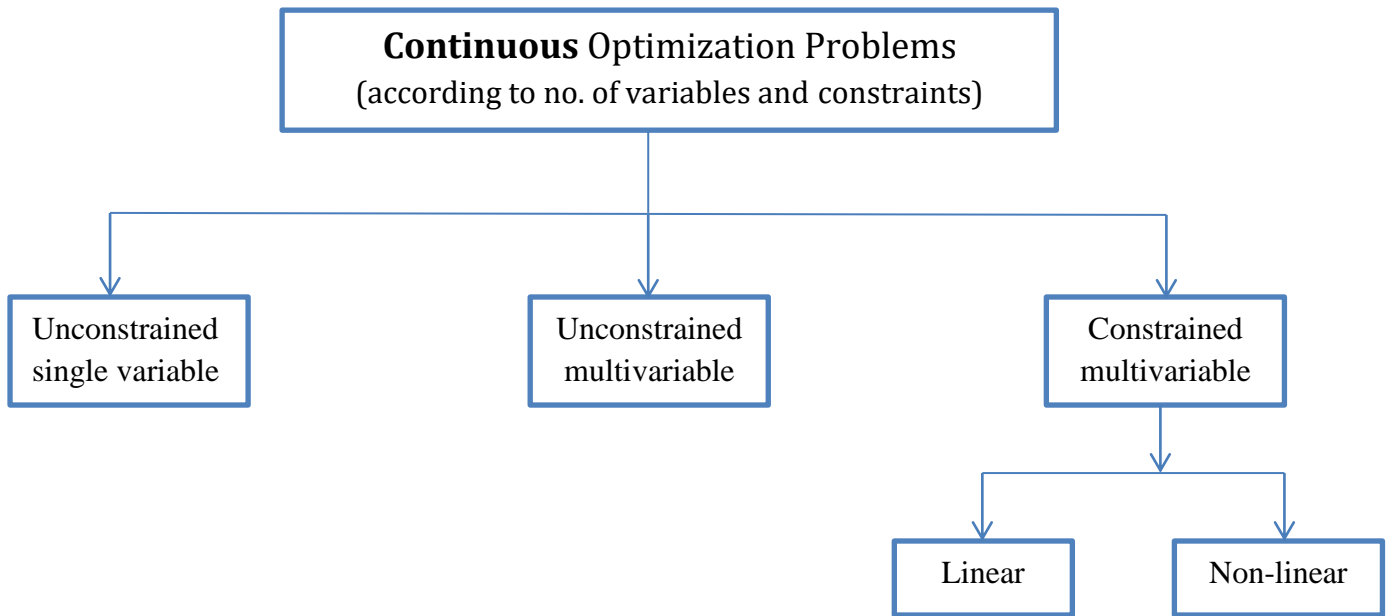 Continuous Optimization Problems
(according to no. of variables and constraints)
Unconstrained
single variable
Unconstrained
multivariable
Constrained
multivariable
Linear
Non-linear